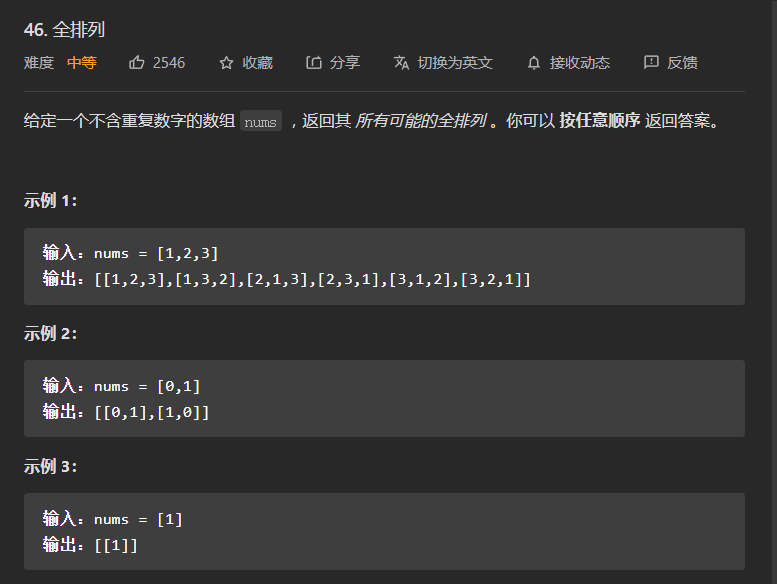 46. 全排列
难度 中等 2546 收藏 分享 切换为英文 接收动态 反馈
给定一个不含重复数字的数组 nums ，返回其 所有可能的全排列 。你可以 按任意顺序 返回答案。
示例 1：
输入：nums = [1,2,3]
输出：[[1,2,3],[1,3,2],[2,1,3],[2,3,1],[3,1,2],[3,2,1]]
示例 2：
输入：nums = [0,1]
输出：[[0,1],[1,0]]
示例 3：
输入：nums = [1]
输出：[[1]]